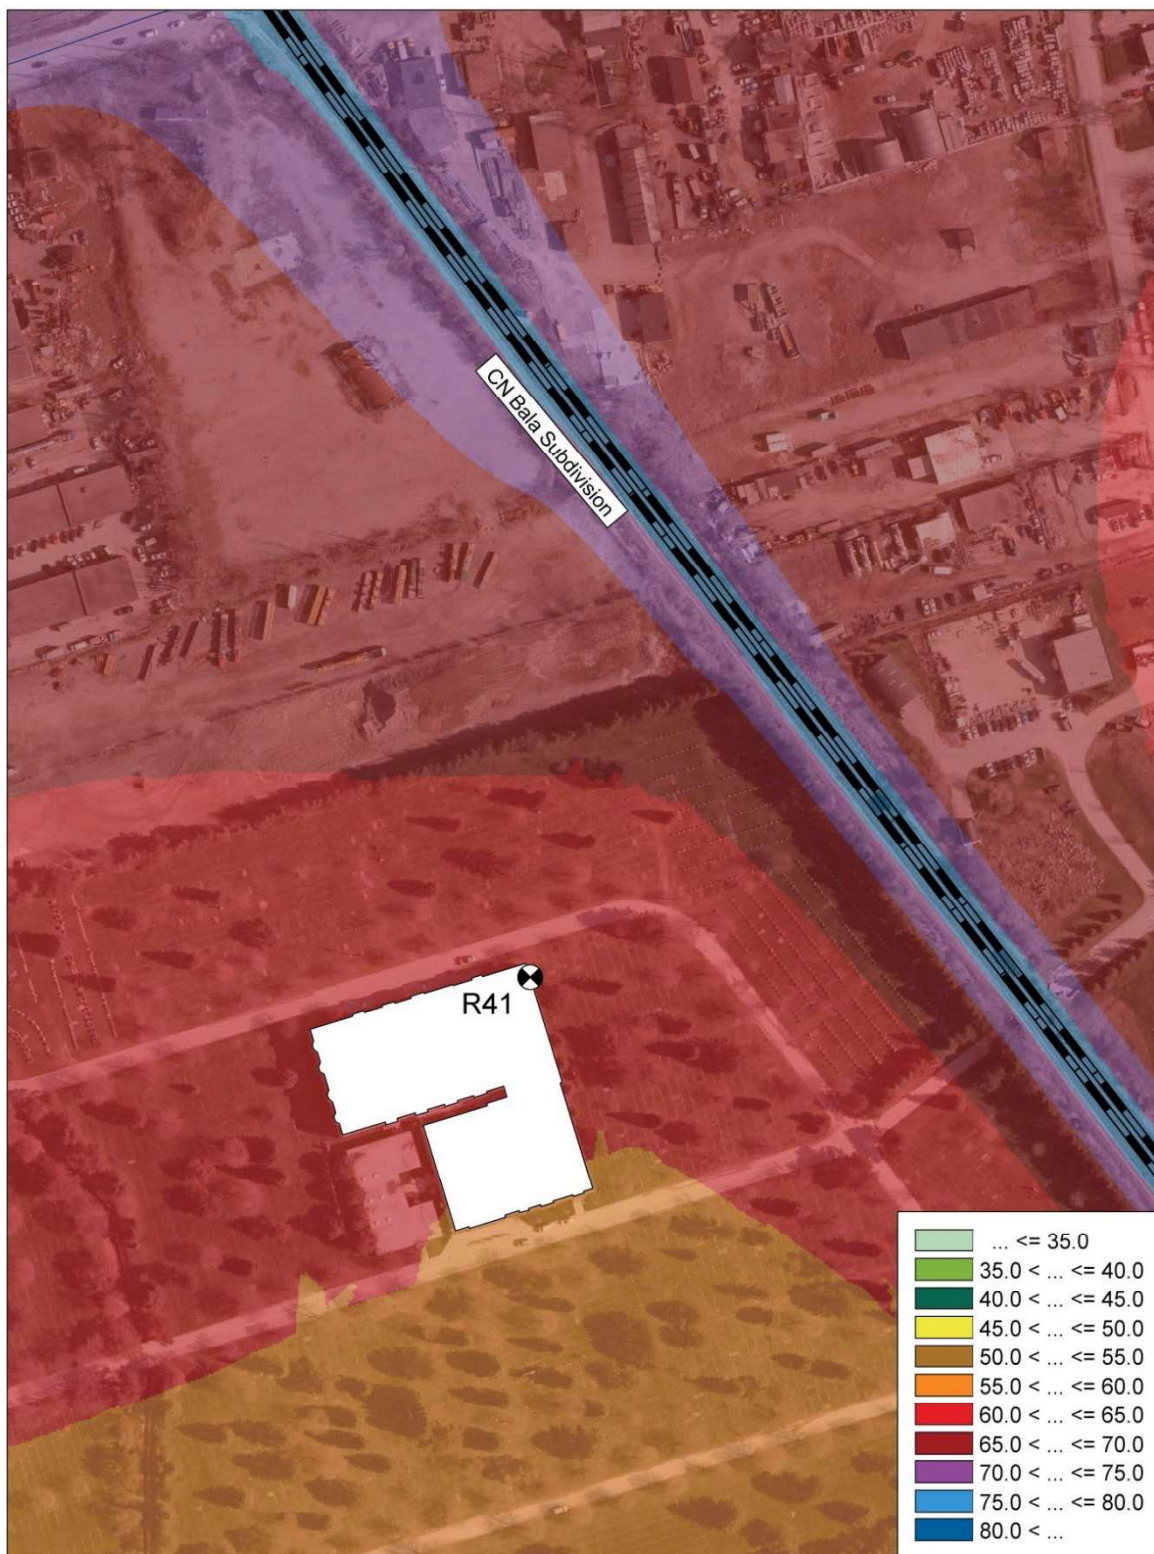 CN Bala Subdivision
R41
... <= 35.0
35.0 < ... <= 40.0
40.0 < ... <= 45.0
45.0 < ... <= 50.0
50.0 < ... <= 55.0
55.0 < ... <= 60.0
60.0 < ... <= 65.0
65.0 < ... <= 70.0
70.0 < ... <= 75.0
75.0 < ... <= 80.0
80.0 < ...